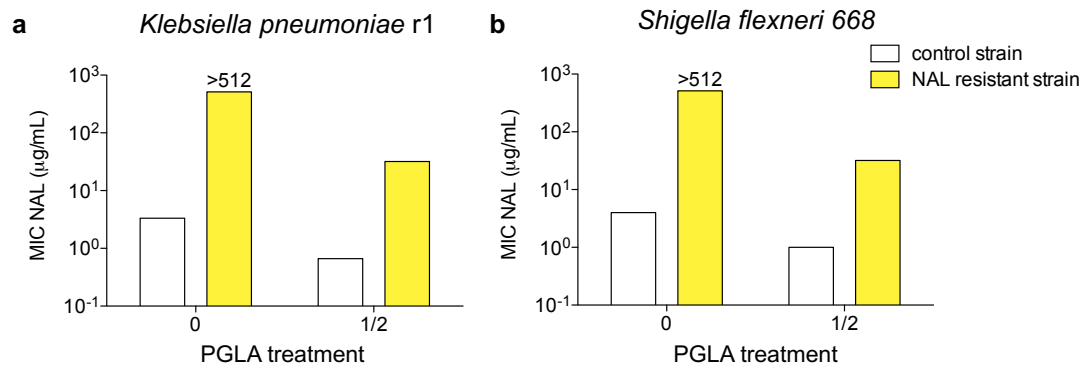 a
Klebsiella pneumoniae r1
MIC NAL (μg/mL)
10³
10²
10¹
10⁰
10⁻¹
>512
0
1/2
PGLA treatment
b
Shigella flexneri 668
MIC NAL (μg/mL)
10³
10²
10¹
10⁰
10⁻¹
>512
0
1/2
PGLA treatment
control strain
NAL resistant strain